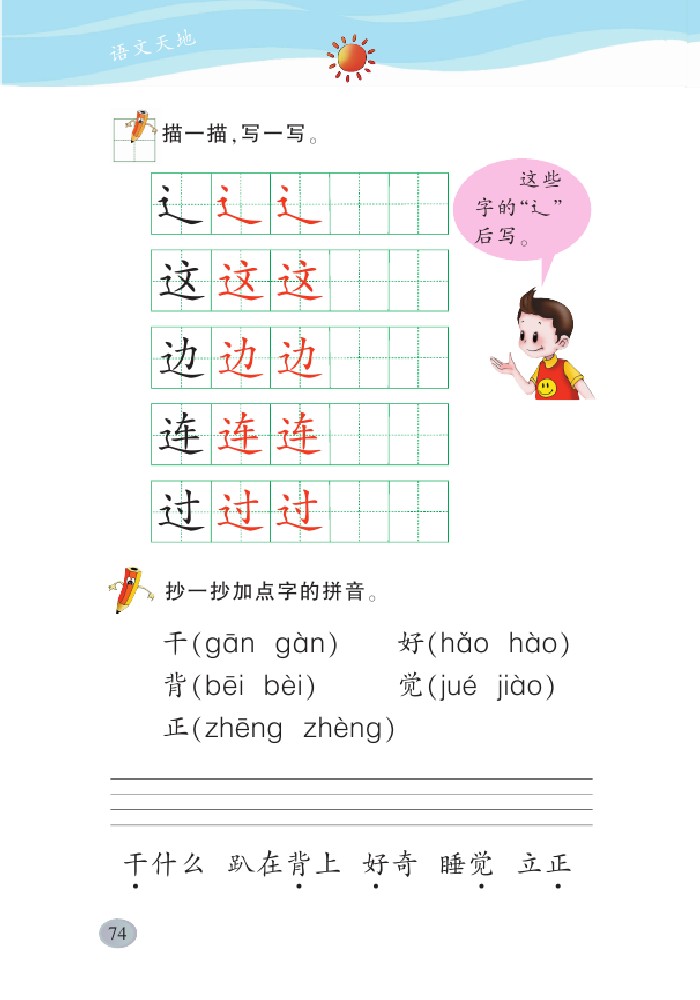 语文天地
描一描，写一写。
这些
字的“辶”
后写。
辶 辶 辶
这 这 这
边 边 边
连 连 连
过 过 过
抄一抄加点字的拼音。
干(gān gàn) 好(hǎo hào)
背(bēi bèi) 觉(jué jiào)
正(zhēng zhèng)
干什么 趴在背上 好奇 睡觉 立正
74